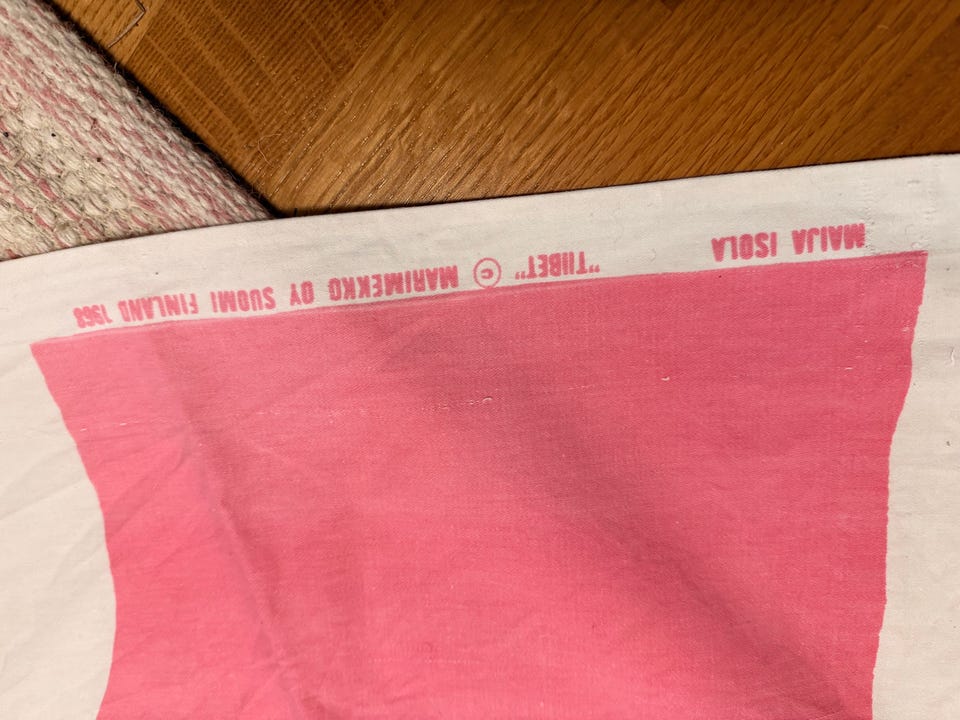 MAIJA ISOLA "TIIBET" © MARIMEKKO OY SUOMI FINLAND 1968